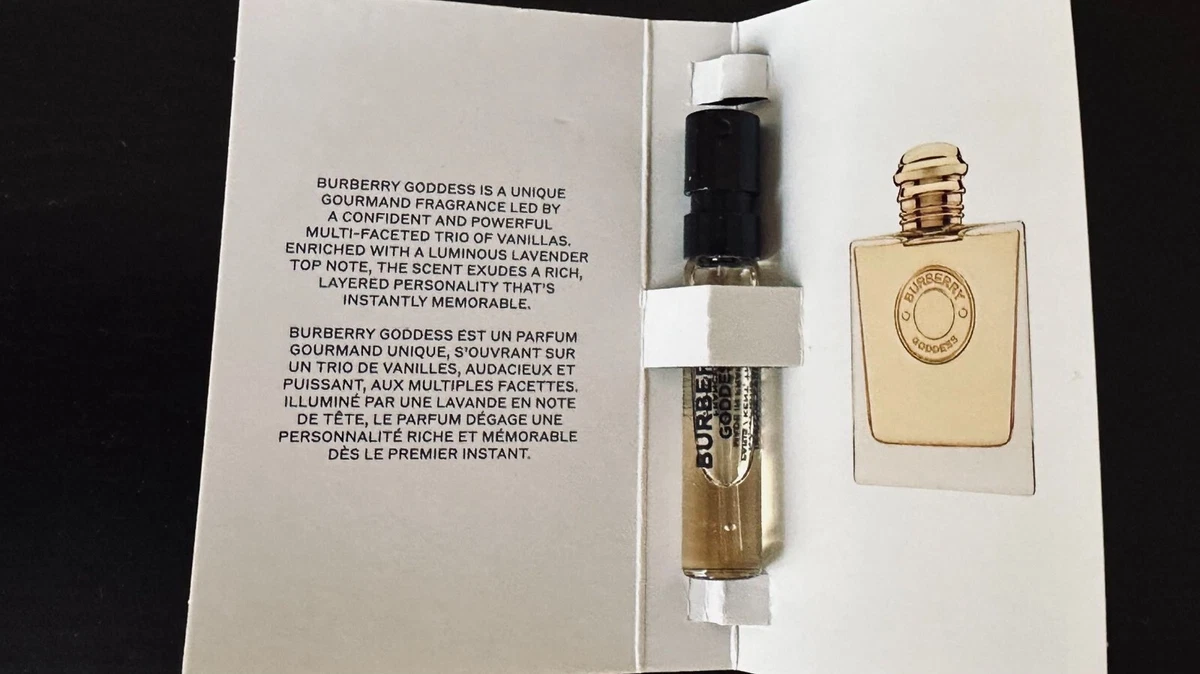 BURBERRY GODDESS IS A UNIQUE
GOURMAND FRAGRANCE LED BY
A CONFIDENT AND POWERFUL
MULTI-FACETED TRIO OF VANILLAS.
ENRICHED WITH A LUMINOUS LAVENDER
TOP NOTE, THE SCENT EXUDES A RICH,
LAYERED PERSONALITY THAT'S
INSTANTLY MEMORABLE.
BURBERRY GODDESS EST UN PARFUM
GOURMAND UNIQUE, S'OUVRANT SUR
UN TRIO DE VANILLES, AUDACIEUX ET
PUISSANT, AUX MULTIPLES FACETTES.
ILLUMINÉ PAR UNE LAVANDE EN NOTE
DE TÊTE, LE PARFUM DÉGAGE UNE
PERSONNALITÉ RICHE ET MÉMORABLE
DÈS LE PREMIER INSTANT.
BURBER
GODDE
BURBERRY
GODDESS